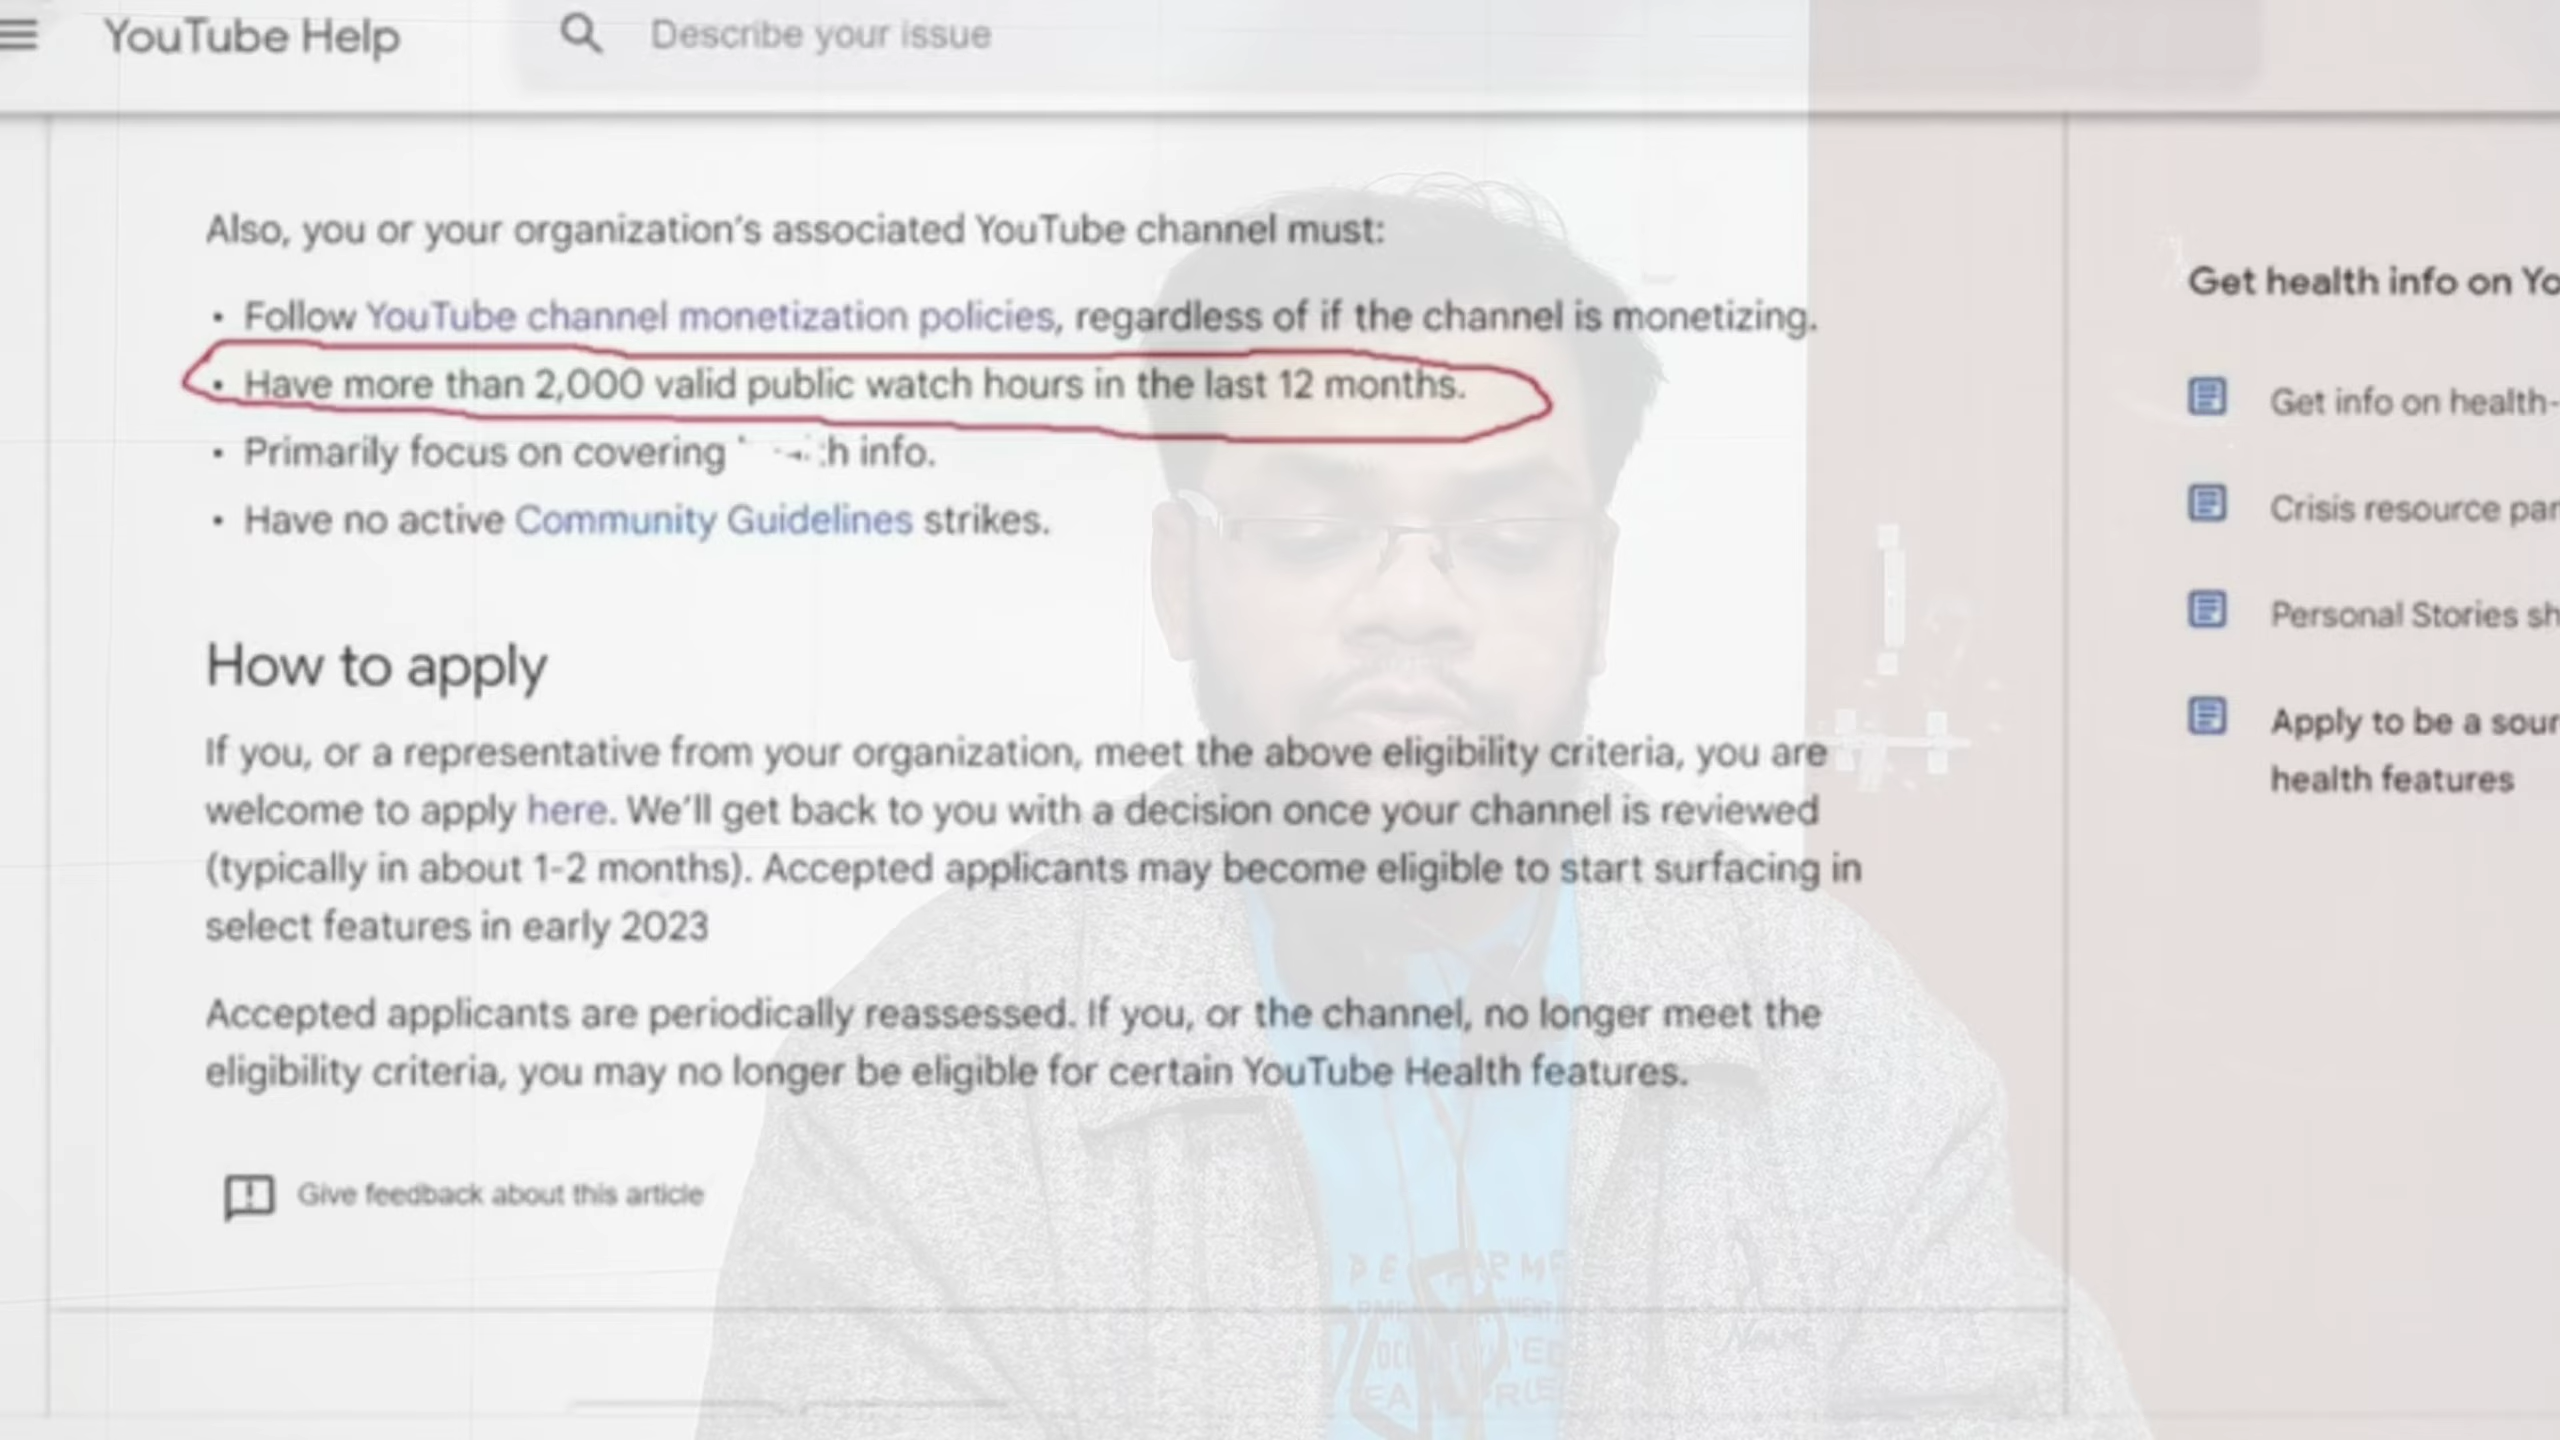 YouTube Help
Describe your issue
Also, you or your organization's associated YouTube channel must:
• Follow YouTube channel monetization policies, regardless of if the channel is monetizing.
• Have more than 2,000 valid public watch hours in the last 12 months.
• Primarily focus on covering info.
• Have no active Community Guidelines strikes.
How to apply
If you, or a representative from your organization, meet the above eligibility criteria, you are
welcome to apply here. We'll get back to you with a decision once your channel is reviewed
(typically in about 1-2 months). Accepted applicants may become eligible to start surfacing in
select features in early 2023
Accepted applicants are periodically reassessed. If you, or the channel, no longer meet the
eligibility criteria, you may no longer be eligible for certain YouTube Health features.
Give feedback about this article
Get health info on Yo
Get info on health-
Crisis resource pan
Personal Stories sh
Apply to be a sour
health features